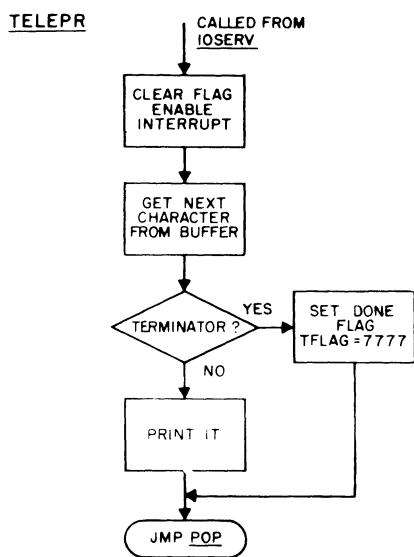 TELEPR
CALLED FROM
IOSERV
CLEAR FLAG
ENABLE
INTERRUPT
GET NEXT
CHARACTER
FROM BUFFER
TERMINATOR ?
YES
SET DONE
FLAG
TFLAG = 7777
NO
PRINT IT
JMP POP